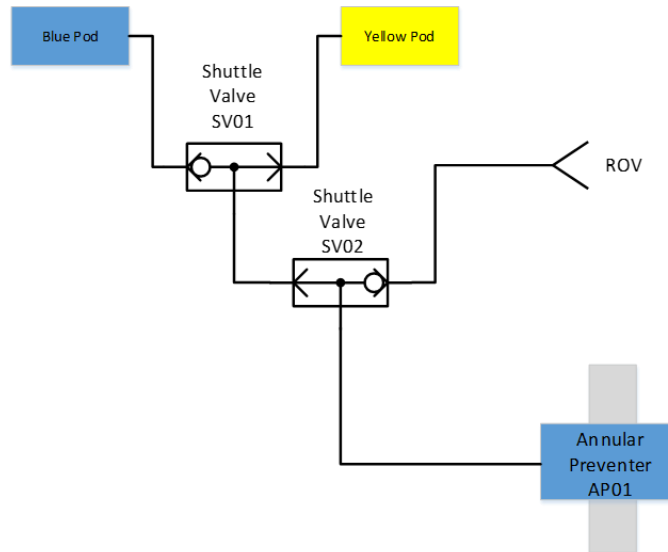 Blue Pod
Yellow Pod
Shuttle
Valve
SV01
ROV
Shuttle
Valve
SV02
Annular
Preventer
AP01